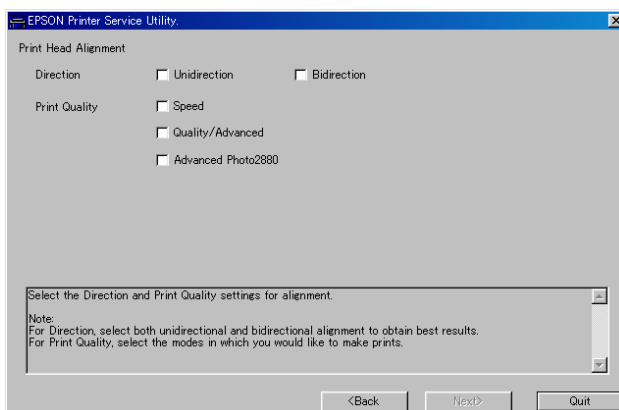 EPSON Printer Service Utility.
Print Head Alignment
Direction Unidirection Bidirection
Print Quality Speed
Quality/Advanced
Advanced Photo2880
Select the Direction and Print Quality settings for alignment.
Note:
For Direction, select both unidirectional and bidirectional alignment to obtain best results.
For Print Quality, select the modes in which you would like to make prints.
<Back Next> Quit